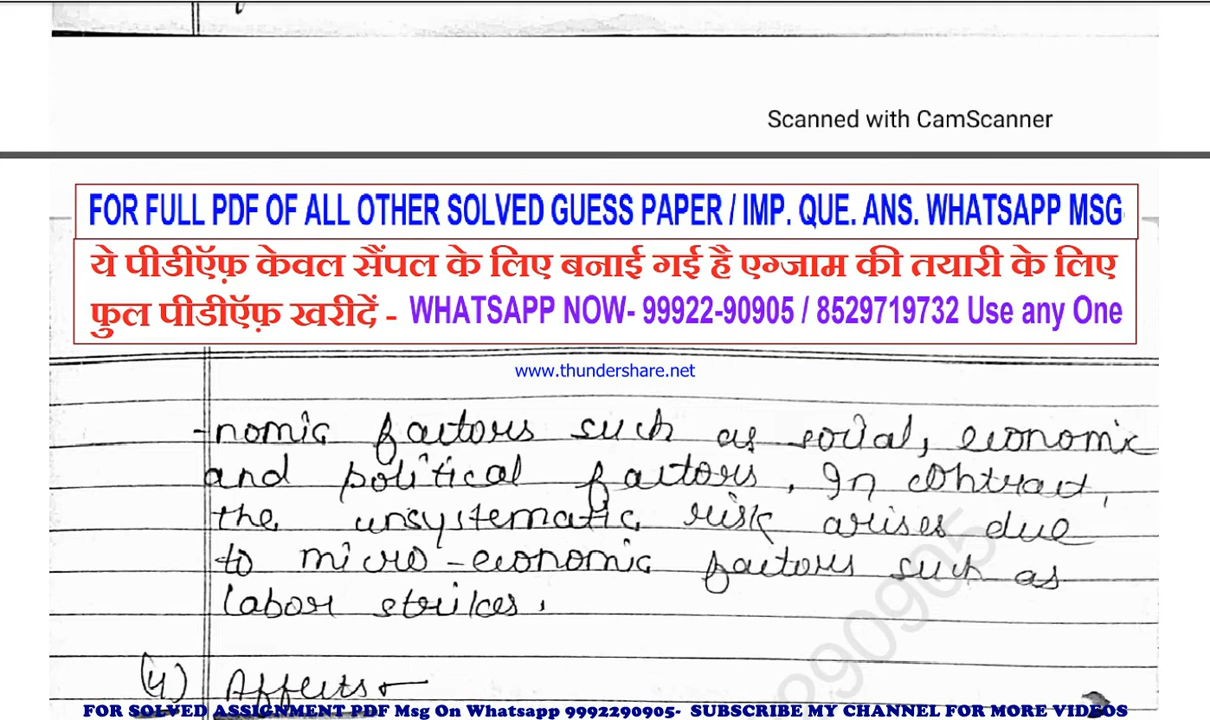 Scanned with CamScanner
FOR FULL PDF OF ALL OTHER SOLVED GUESS PAPER / IMP. QUE. ANS. WHATSAPP MSG
ये पीडीऍफ़ केवल सैंपल के लिए बनाई गई है एग्जाम की तयारी के लिए
फुल पीडीऍफ़ खरीदें - WHATSAPP NOW- 99922-90905 / 8529719732 Use any One
www.thundershare.net
-nomic factors such as social, economic
and political factors. In contract,
the unsystematic risk arises due
to micro-economic factors such as
labor strikes.
(4) Affects -
FOR SOLVED ASSIGNMENT PDF Msg On Whatsapp 9992290905- SUBSCRIBE MY CHANNEL FOR MORE VIDEOS
90905